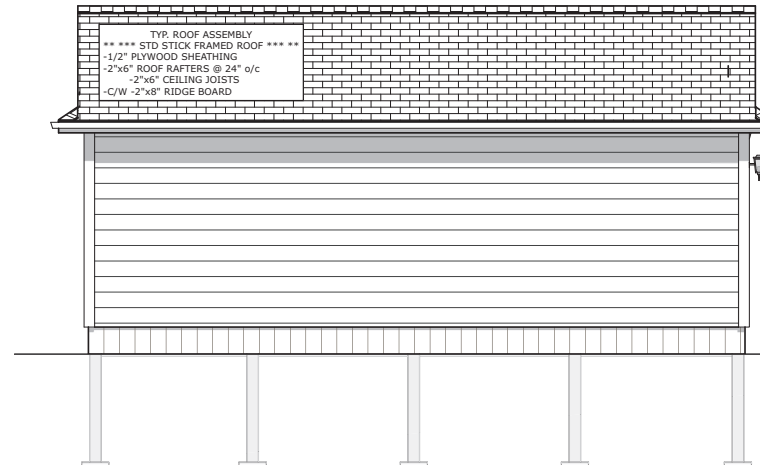 TYP. ROOF ASSEMBLY
** *** STD STICK FRAMED ROOF *** **
-1/2" PLYWOOD SHEATHING
-2"x6" ROOF RAFTERS @ 24" o/c
-2"x6" CEILING JOISTS
-C/W -2"x8" RIDGE BOARD